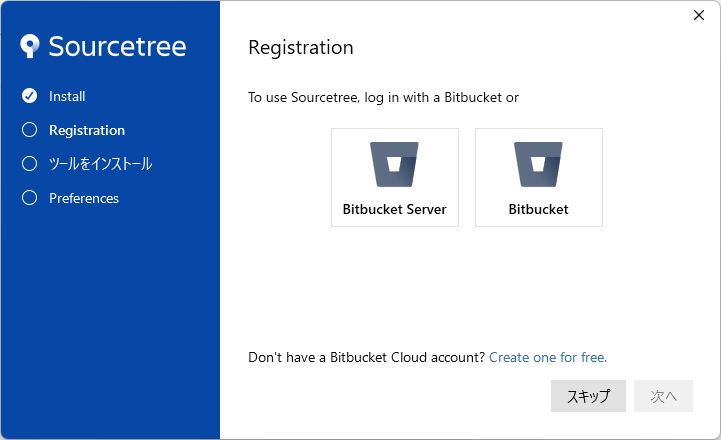 Sourcetree
Install
Registration
ツールをインストール
Preferences
Registration
To use Sourcetree, log in with a Bitbucket or
Bitbucket Server
Bitbucket
Don't have a Bitbucket Cloud account? Create one for free.
スキップ
次へ